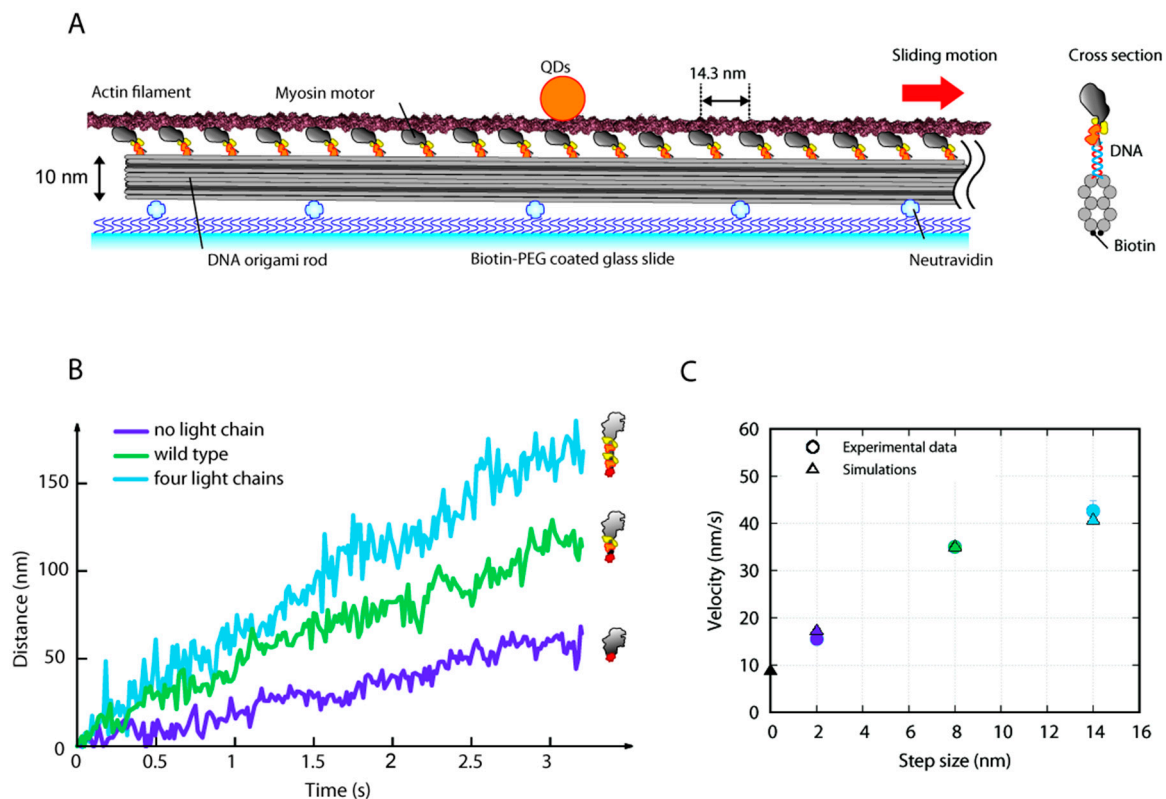 A
QDs
14.3 nm
Sliding motion
Cross section
Actin filament
Myosin motor
DNA
10 nm
Biotin
DNA origami rod
Biotin-PEG coated glass slide
Neutravidin
B
no light chain
wild type
four light chains
150
100
50
0
Distance (nm)
0 0.5 1 1.5 2 2.5 3
Time (s)
C
Experimental data
Simulations
60
50
40
30
20
10
0
Velocity (nm/s)
0 2 4 6 8 10 12 14 16
Step size (nm)